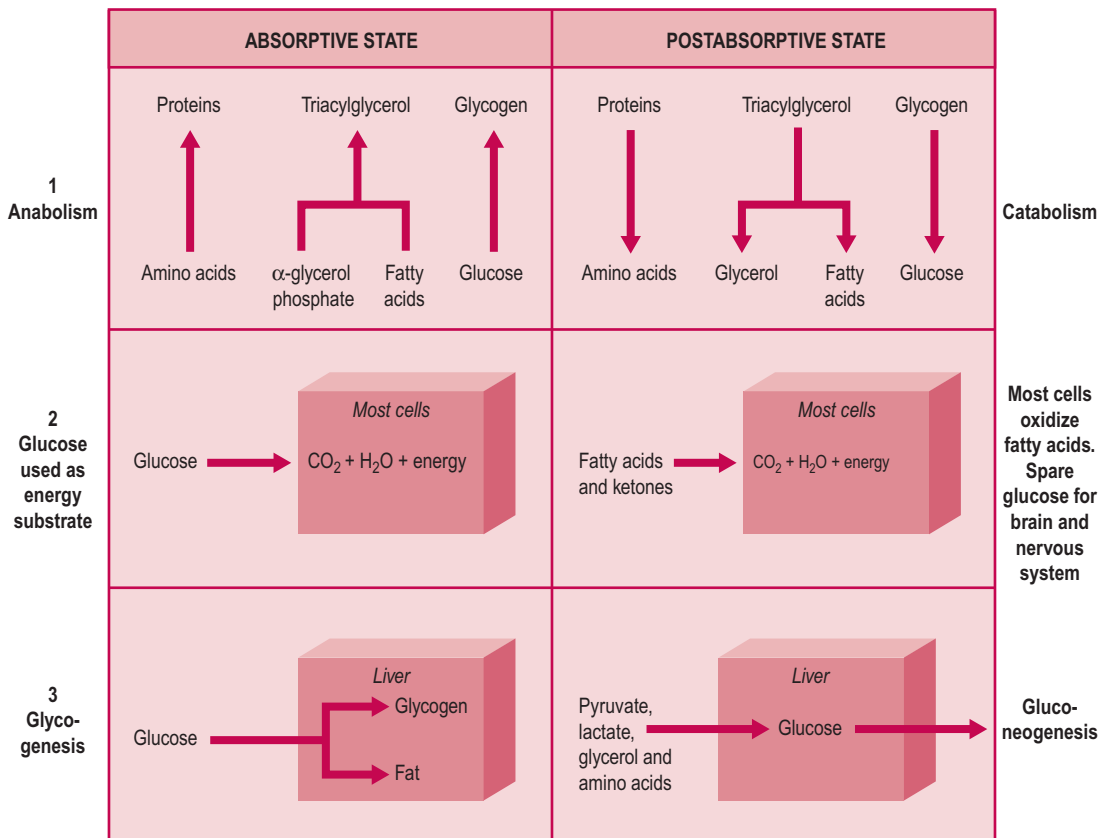 ABSORPTIVE STATE
POSTABSORPTIVE STATE
1
Anabolism
Proteins
Triacylglycerol
Glycogen
Amino acids
α-glycerol
phosphate
Fatty
acids
Glucose
Proteins
Triacylglycerol
Glycogen
Amino acids
Glycerol
Fatty
acids
Glucose
Catabolism
2
Glucose
used as
energy
substrate
Glucose
Most cells
CO₂ + H₂O + energy
Fatty acids
and ketones
Most cells
CO₂ + H₂O + energy
Most cells
oxidize
fatty acids.
Spare
glucose for
brain and
nervous
system
3
Glyco-
genesis
Glucose
Liver
Glycogen
Fat
Pyruvate,
lactate,
glycerol and
amino acids
Liver
Glucose
Gluco-
neogenesis